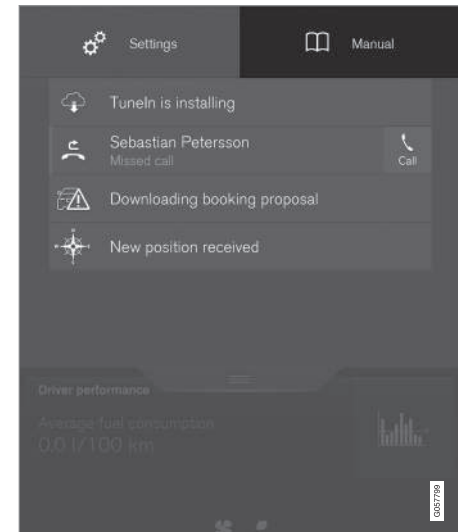 Settings
Manual
TuneIn is installing
Sebastian Petersson
Missed call
Call
Downloading booking proposal
New position received
Driver performance
Average fuel consumption
0.0 l/100 km
G057799